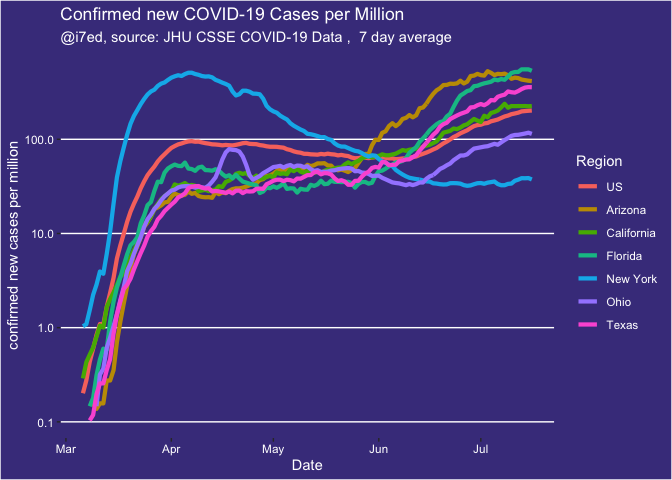 Confirmed new COVID-19 Cases per Million
@i7ed, source: JHU CSSE COVID-19 Data , 7 day average
confirmed new cases per million
100.0
10.0
1.0
0.1
Mar
Apr
May
Jun
Jul
Date
Region
US
Arizona
California
Florida
New York
Ohio
Texas